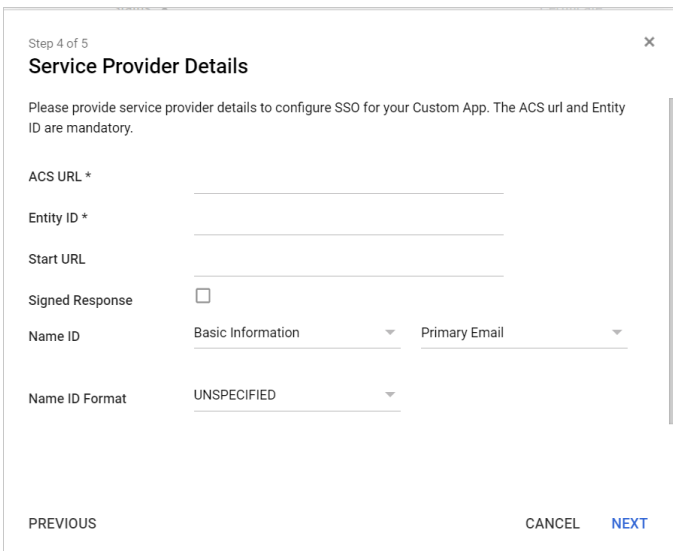 Step 4 of 5
Service Provider Details
Please provide service provider details to configure SSO for your Custom App. The ACS url and Entity
ID are mandatory.
ACS URL *
Entity ID *
Start URL
Signed Response
Name ID Basic Information Primary Email
Name ID Format UNSPECIFIED
PREVIOUS CANCEL NEXT